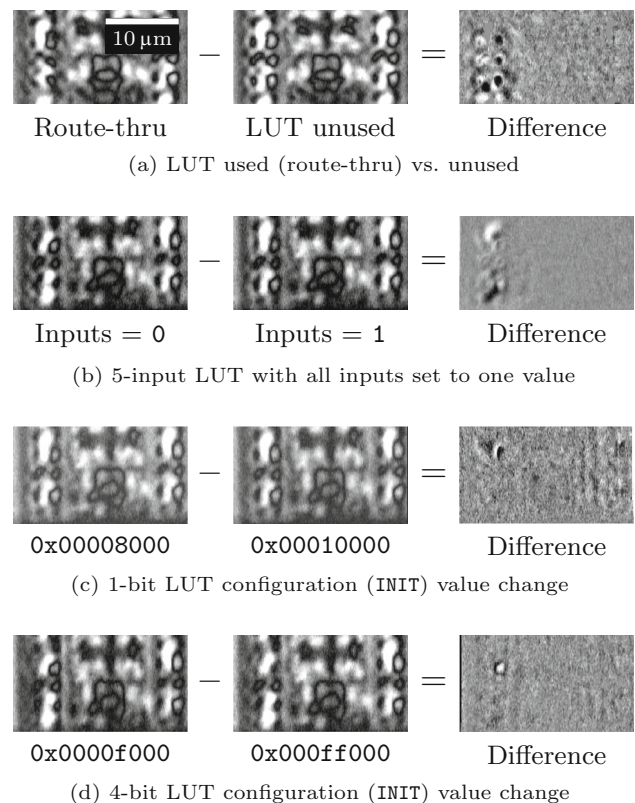 10 µm
− =
Route-thru LUT unused Difference
(a) LUT used (route-thru) vs. unused
− =
Inputs = 0 Inputs = 1 Difference
(b) 5-input LUT with all inputs set to one value
− =
0x00008000 0x00010000 Difference
(c) 1-bit LUT configuration (INIT) value change
− =
0x0000f000 0x000ff000 Difference
(d) 4-bit LUT configuration (INIT) value change